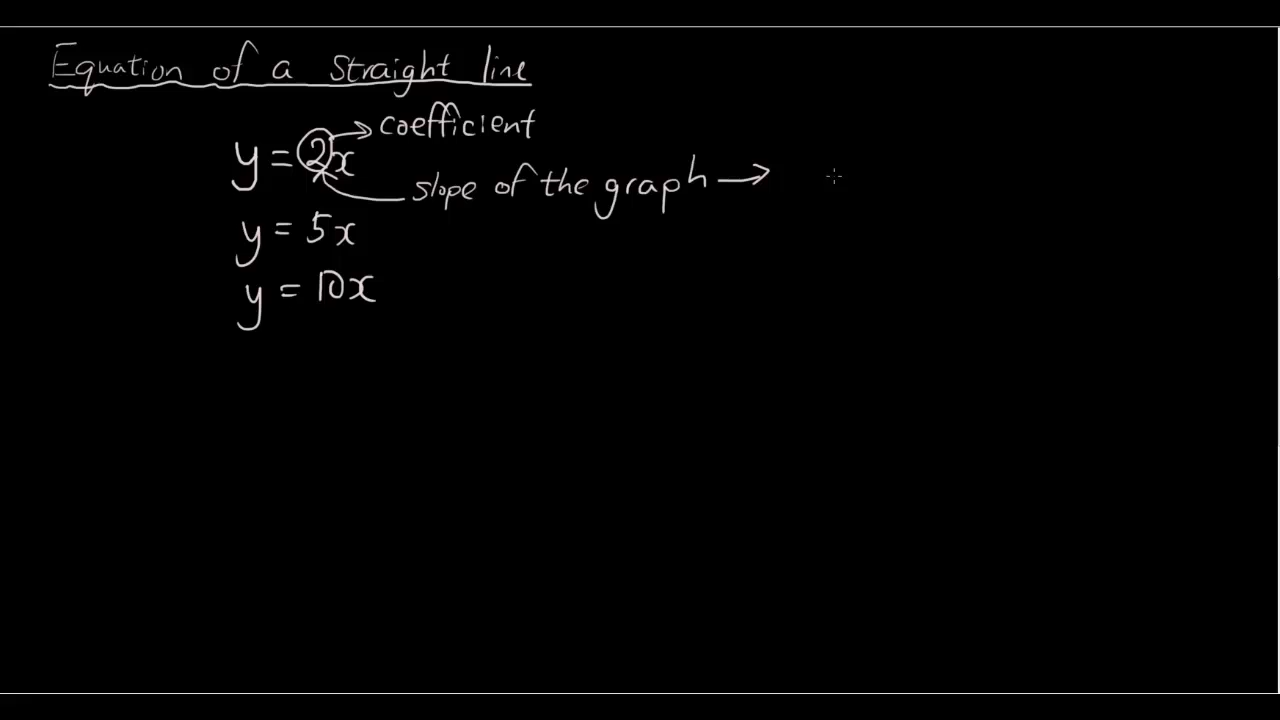 Equation of a straight line
y = 2x → coefficient
slope of the graph →
y = 5x
y = 10x